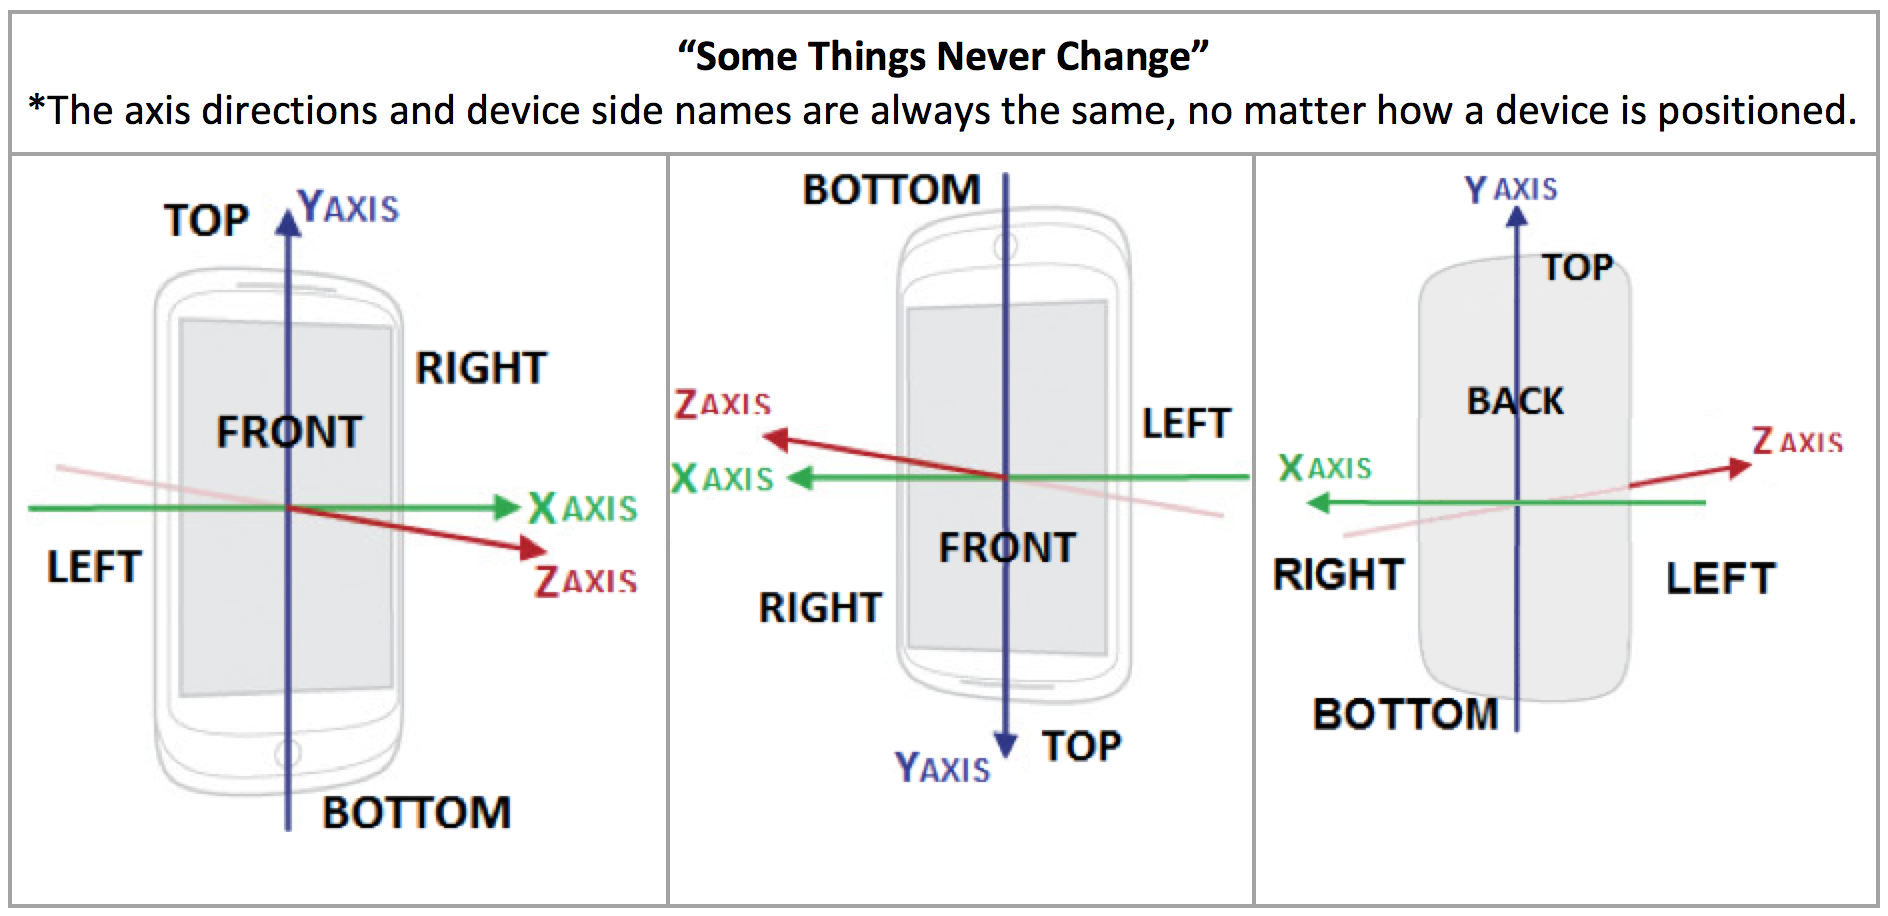 “Some Things Never Change”
*The axis directions and device side names are always the same, no matter how a device is positioned.
TOP
Y AXIS
RIGHT
FRONT
X AXIS
LEFT
Z AXIS
BOTTOM
BOTTOM
Z AXIS
LEFT
X AXIS
FRONT
RIGHT
TOP
Y AXIS
Y AXIS
TOP
BACK
Z AXIS
X AXIS
RIGHT
LEFT
BOTTOM